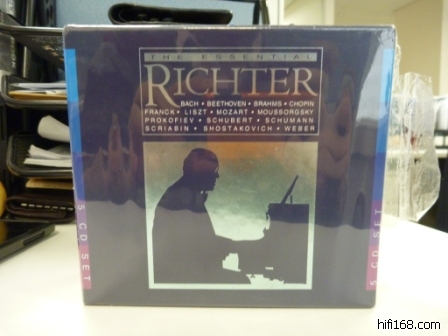 THE ESSENTIAL
RICHTER
BACH • BEETHOVEN • BRAHMS • CHOPIN
FRANCK • LISZT • MOZART • MOUSSORGSKY
PROKOFIEV • SCHUBERT • SCHUMANN
SCRIABIN • SHOSTAKOVICH • WEBER
5 CD SET
5 CD SET
hifi168.com